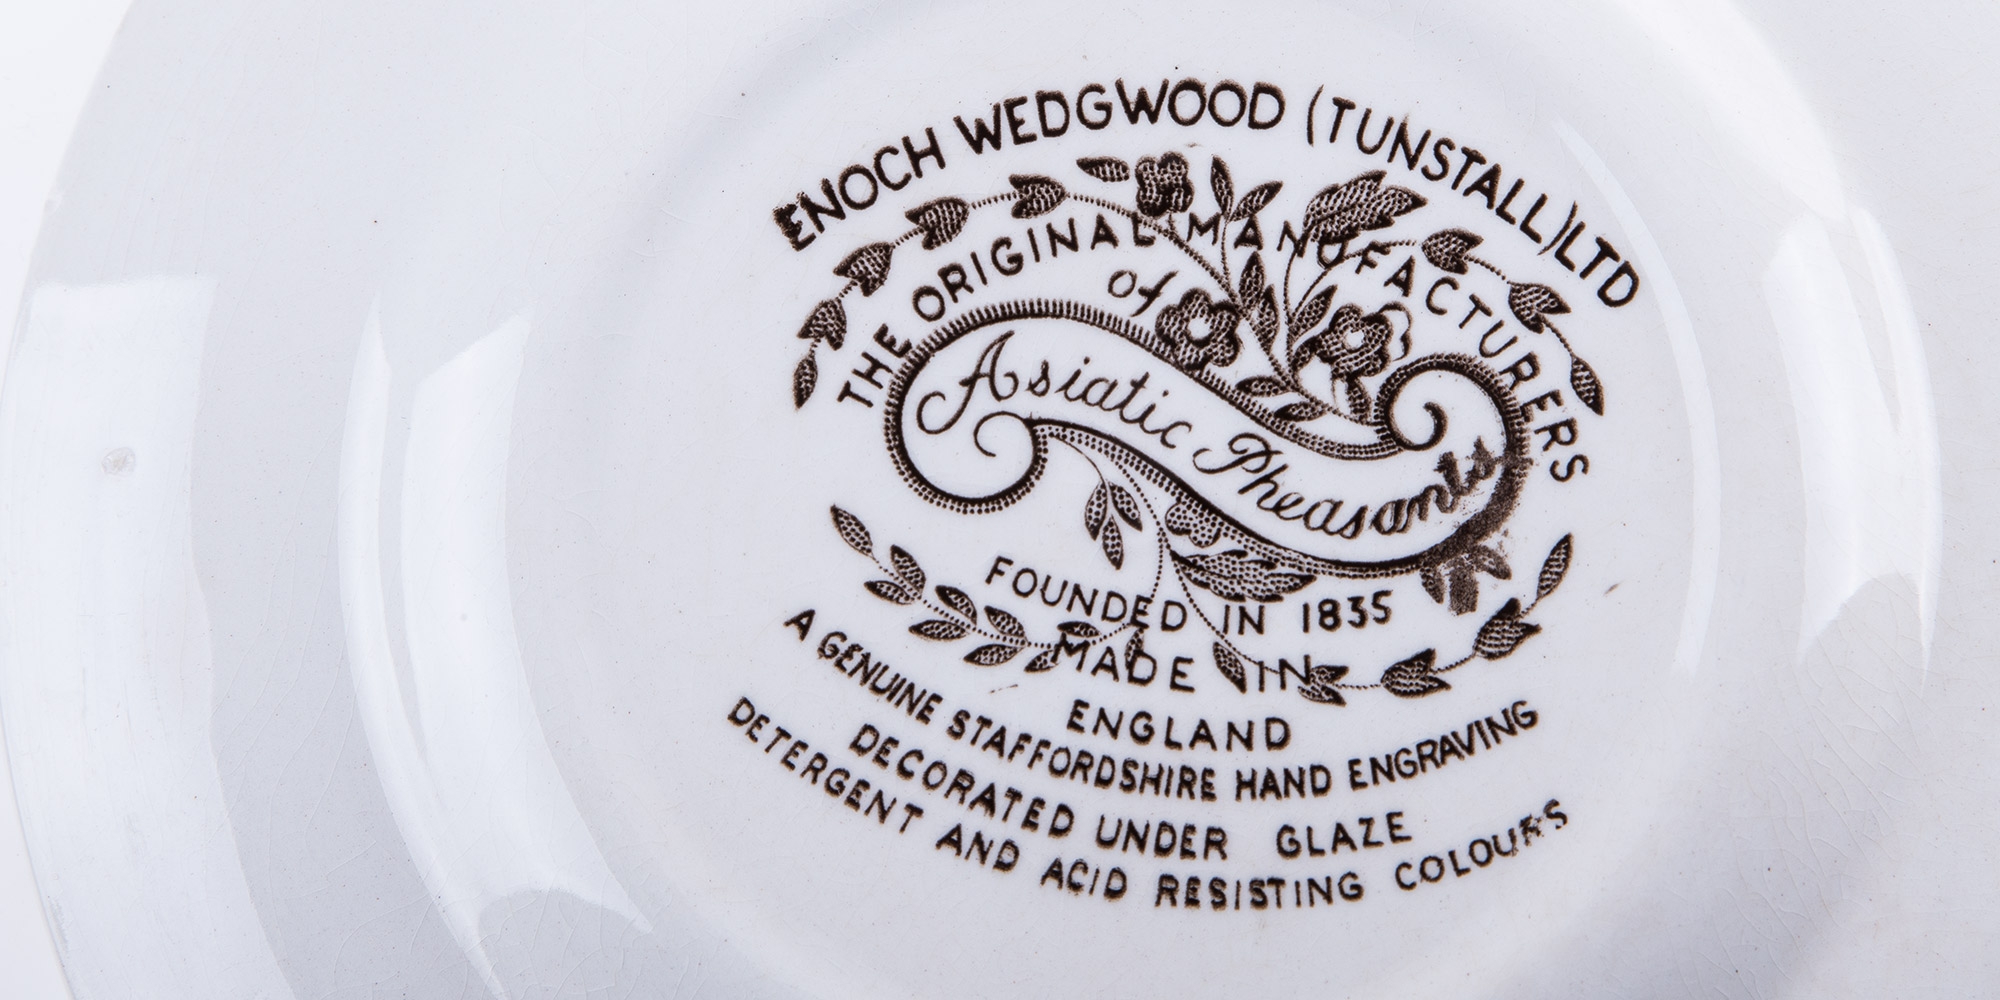 ENOCH WEDGWOOD (TUNSTALL) LTD
THE ORIGINAL MANUFACTURERS
of
Asiatic Pheasants
FOUNDED IN 1835
MADE IN
ENGLAND
A GENUINE STAFFORDSHIRE HAND ENGRAVING
DECORATED UNDER GLAZE
DETERGENT AND ACID RESISTING COLOURS